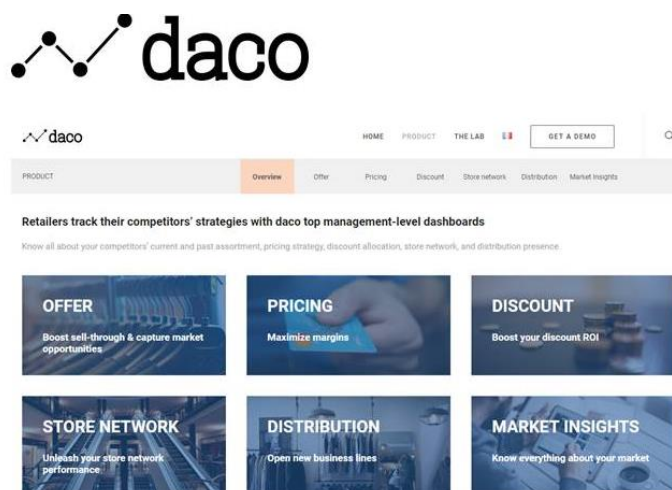 daco
daco HOME PRODUCT THE LAB GET A DEMO
PRODUCT Overview Offer Pricing Discount Store network Distribution Market Insights
Retailers track their competitors' strategies with daco top management-level dashboards
Know all about your competitors' current and past assortment, pricing strategy, discount allocation, store network, and distribution presence.
OFFER
Boost sell-through & capture market
opportunities
PRICING
Maximize margins
DISCOUNT
Boost your discount ROI
STORE NETWORK
Unleash your store network
performance
DISTRIBUTION
Open new business lines
MARKET INSIGHTS
Know everything about your market